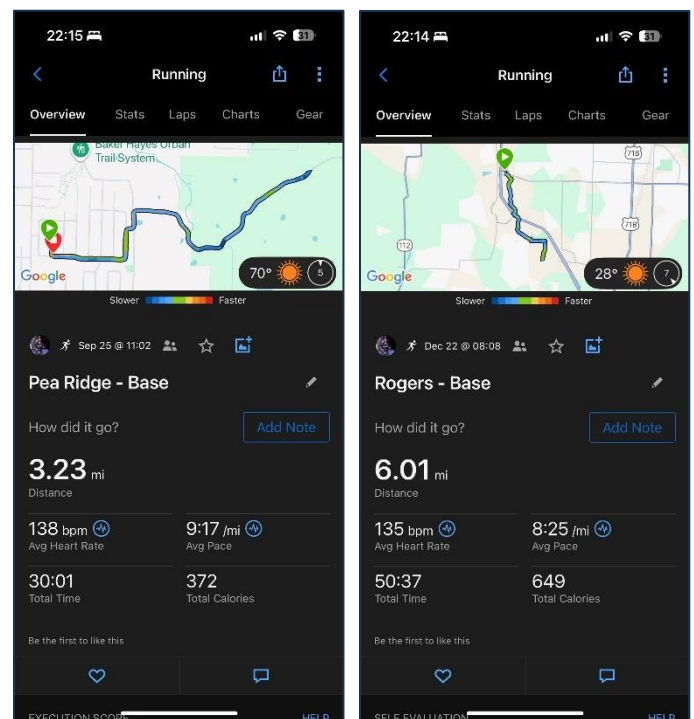 22:15
31
Running
Overview Stats Laps Charts Gear
Baker Hayes Urban
Trail System
Google
70°
5
Slower Faster
Sep 25 @ 11:02
Pea Ridge - Base
How did it go?
Add Note
3.23 mi
Distance
138 bpm 9:17 /mi
Avg Heart Rate Avg Pace
30:01 372
Total Time Total Calories
Be the first to like this
EXECUTION SCORE HELP
22:14
31
Running
Overview Stats Laps Charts Gear
71B
71B
112
Google
28°
7
Slower Faster
Dec 22 @ 08:08
Rogers - Base
How did it go?
Add Note
6.01 mi
Distance
135 bpm 8:25 /mi
Avg Heart Rate Avg Pace
50:37 649
Total Time Total Calories
Be the first to like this
SELF EVALUATION HELP